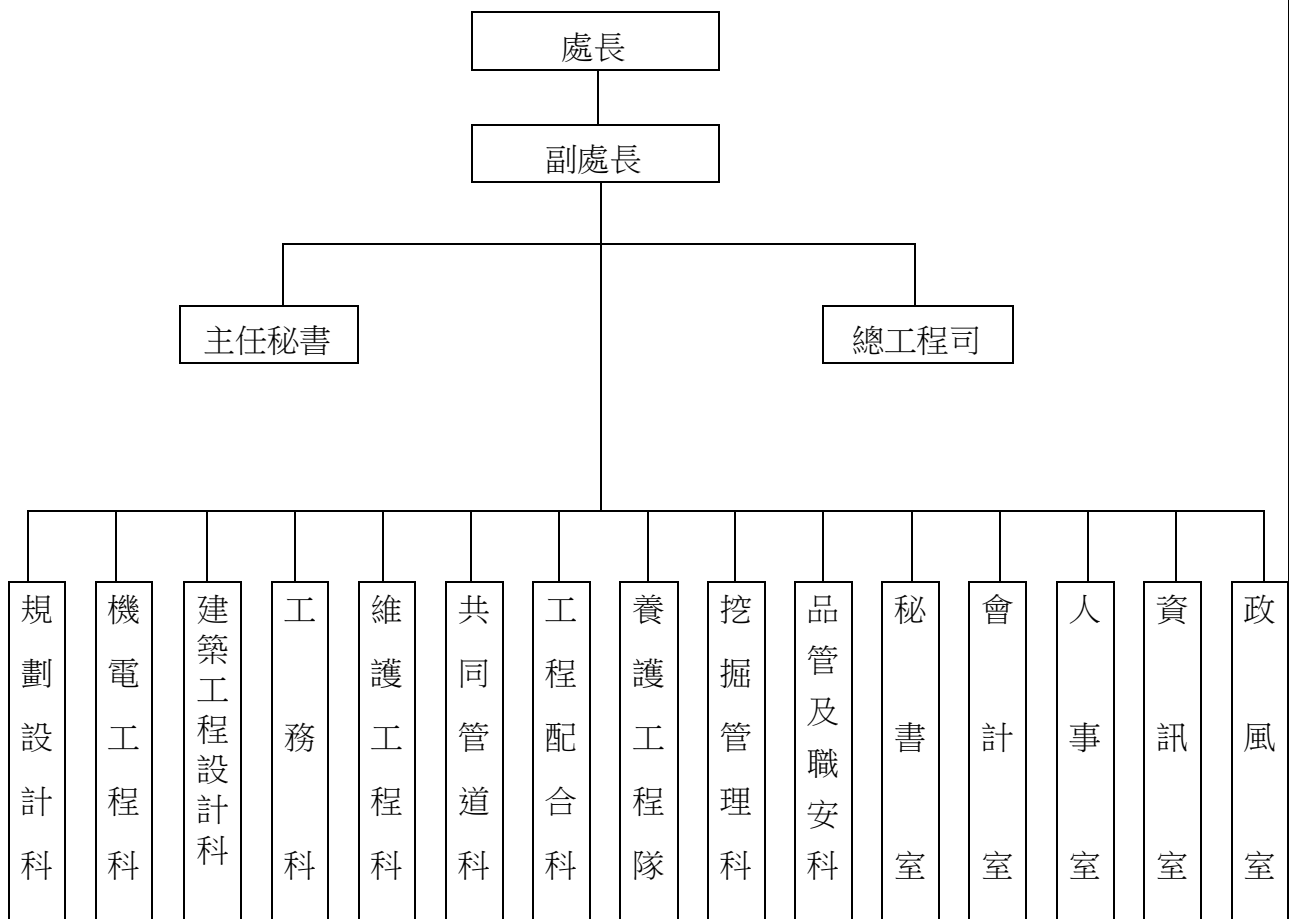 處長
副處長
主任秘書
總工程司
規劃設計科
機電工程科
建築工程設計科
工務科
維護工程科
共同管道科
工程配合科
養護工程隊
挖掘管理科
品管及職安科
秘書室
會計室
人事室
資訊室
政風室